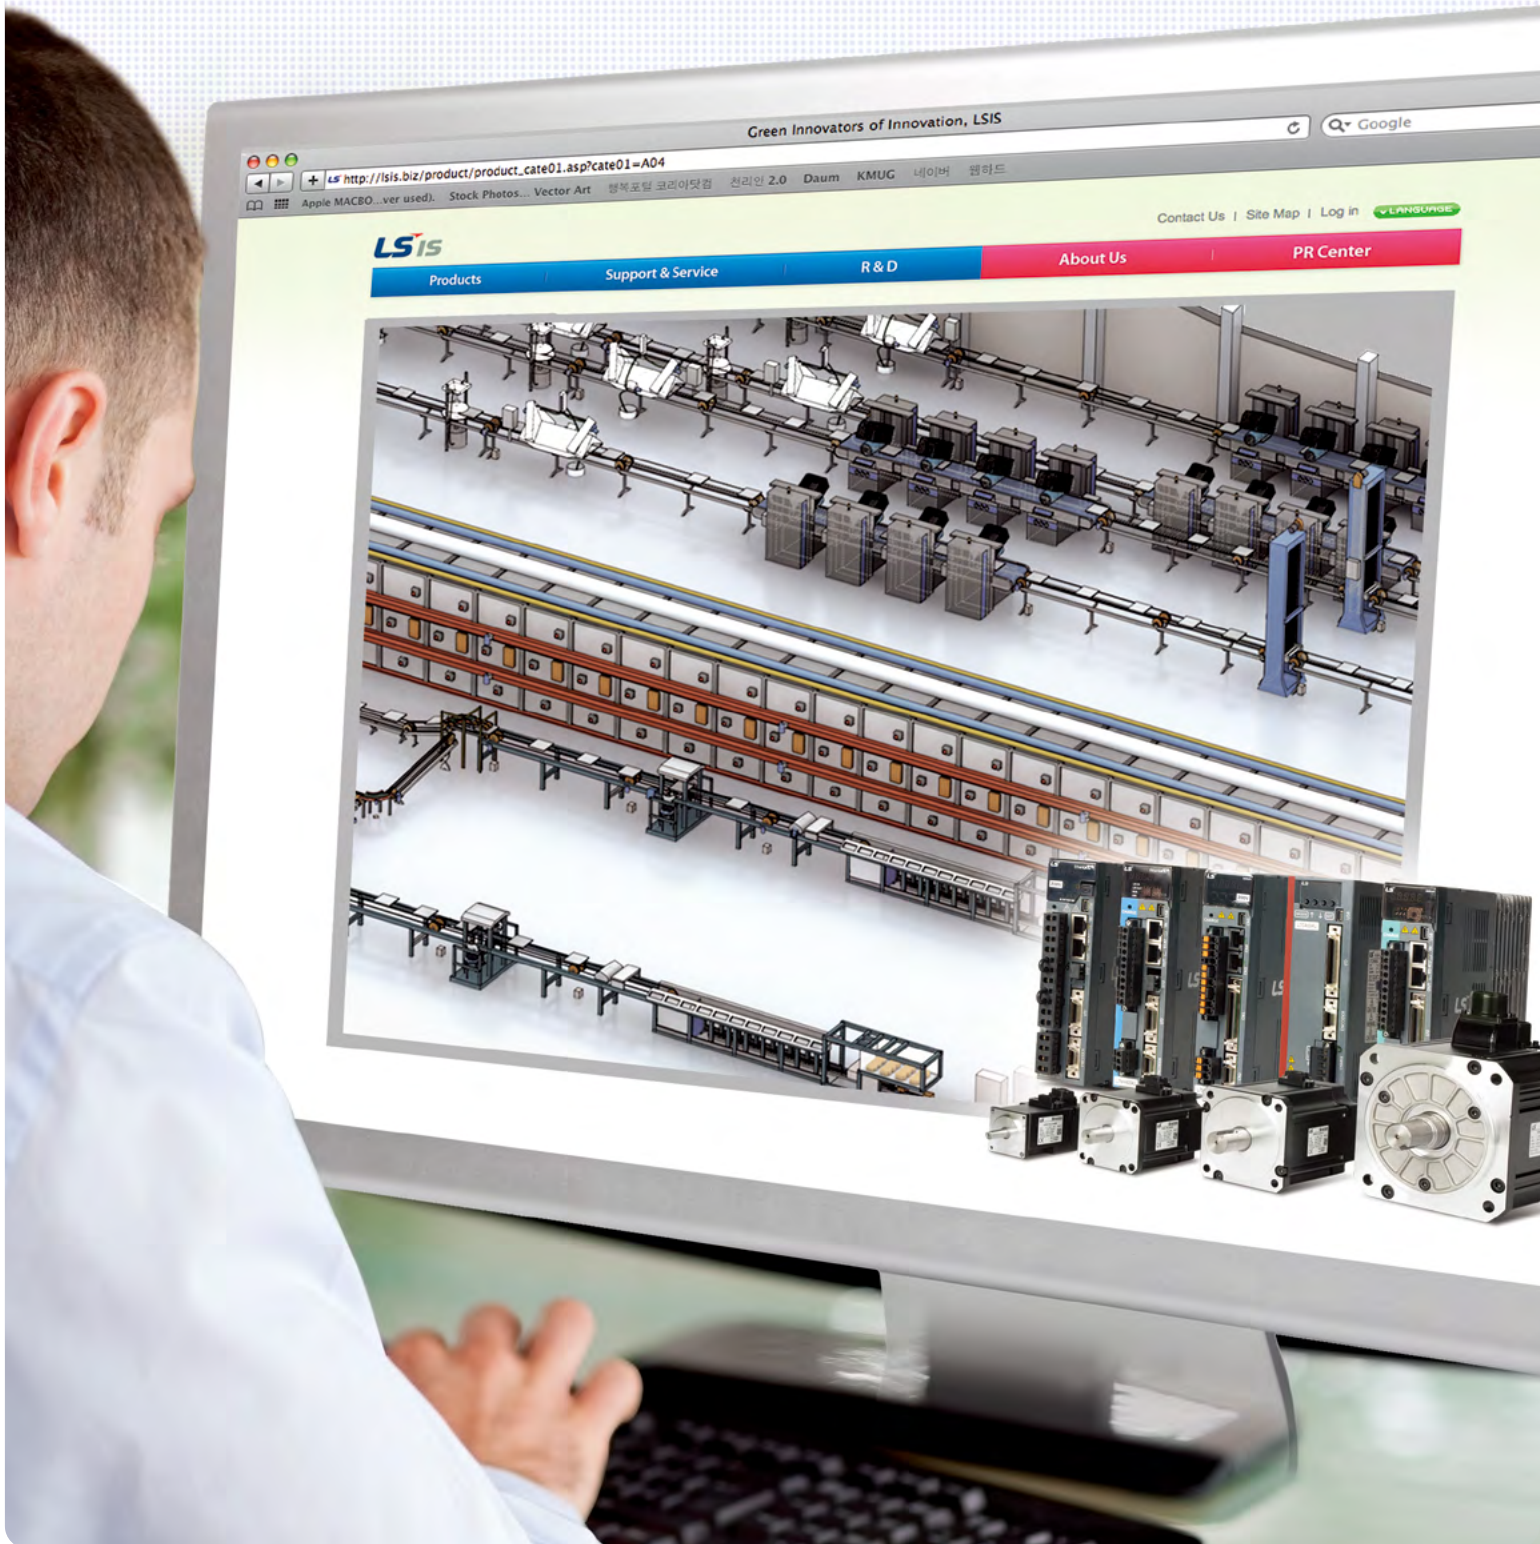 Green Innovators of Innovation, LSIS
http://lsis.biz/product/product_cate01.asp?cate01=A04
Google
Apple MACBO...ver used). Stock Photos... Vector Art 행복포털 코리아닷컴 천리안 2.0 Daum KMUG 네이버 웹하드
Contact Us | Site Map | Log in LANGUAGE
LSis
Products | Support & Service | R & D About Us | PR Center